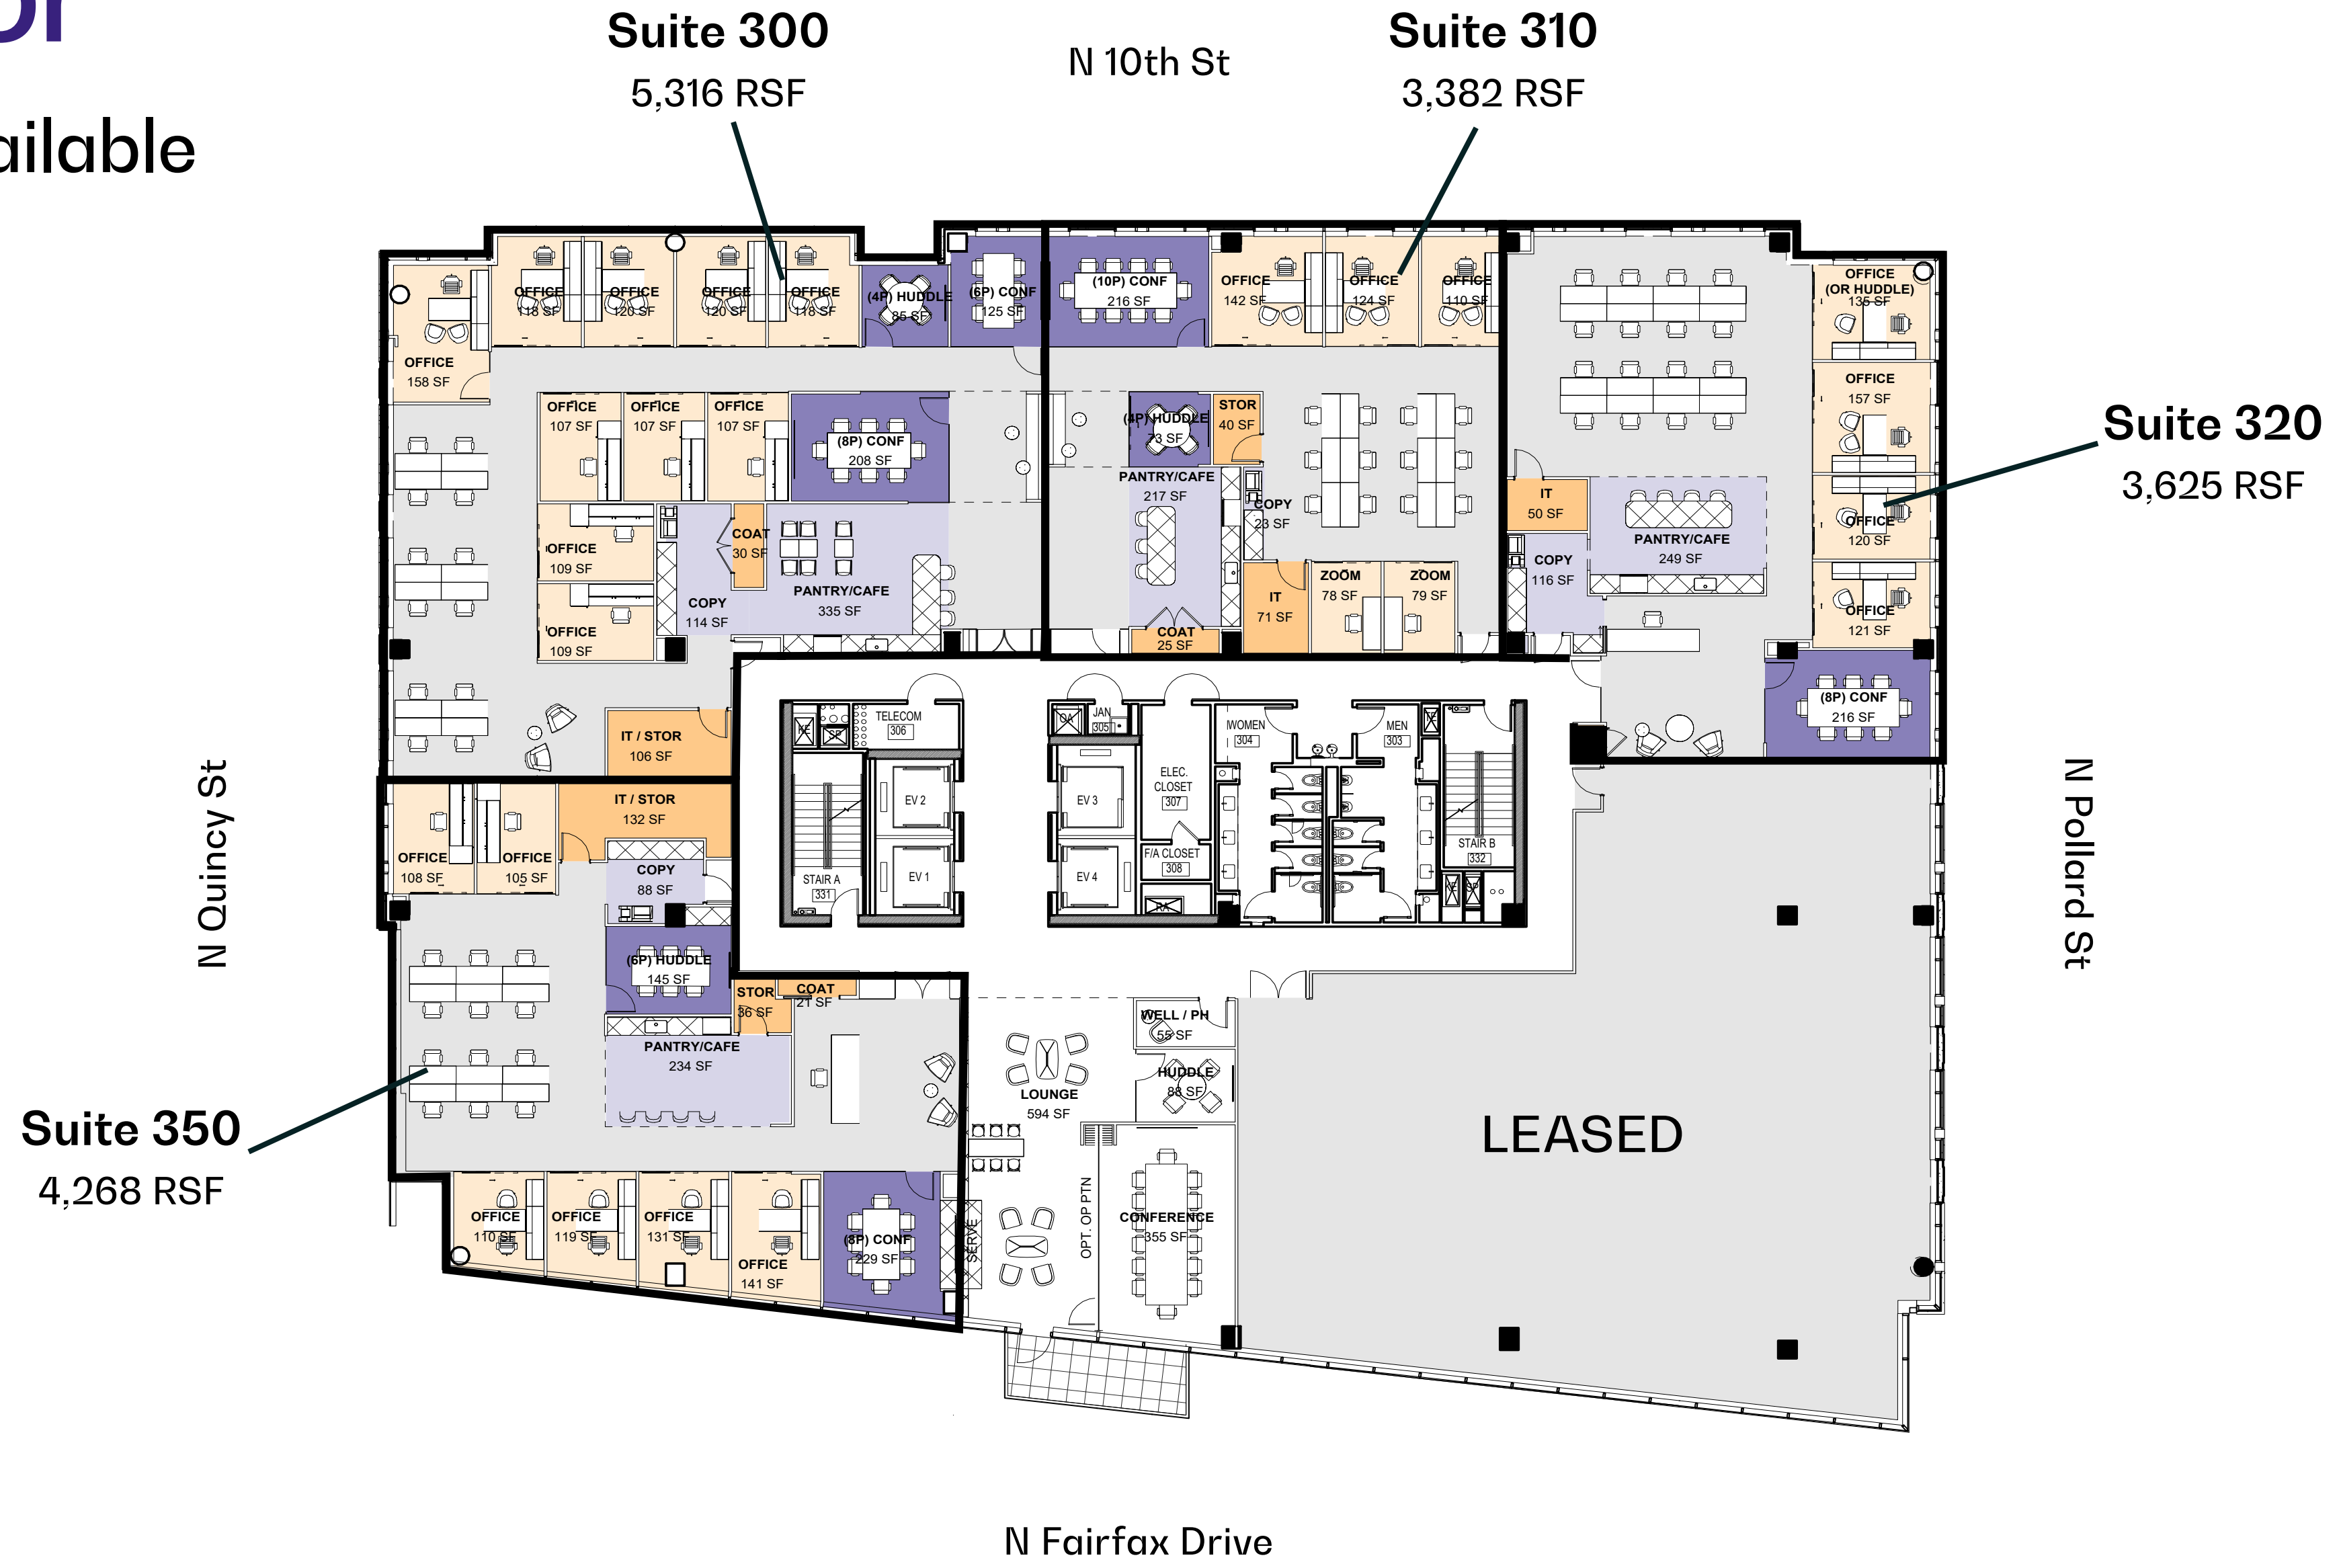 or
ailable
Suite 300
5,316 RSF
N 10th St
Suite 310
3,382 RSF
Suite 320
3,625 RSF
Suite 350
4,268 RSF
N Quincy St
N Pollard St
N Fairfax Drive
LEASED
OFFICE
158 SF
OFFICE
118 SF
OFFICE
120 SF
OFFICE
120 SF
OFFICE
118 SF
(4P) HUDDLE
85 SF
(6P) CONF
125 SF
OFFICE
107 SF
OFFICE
107 SF
OFFICE
107 SF
(8P) CONF
208 SF
OFFICE
109 SF
OFFICE
109 SF
COPY
114 SF
COAT
30 SF
PANTRY/CAFE
335 SF
IT / STOR
106 SF
(10P) CONF
216 SF
OFFICE
142 SF
OFFICE
124 SF
OFFICE
110 SF
(4P) HUDDLE
73 SF
STOR
40 SF
PANTRY/CAFE
217 SF
COPY
23 SF
COAT
25 SF
IT
71 SF
ZOOM
78 SF
ZOOM
79 SF
OFFICE
(OR HUDDLE)
135 SF
OFFICE
157 SF
OFFICE
120 SF
OFFICE
121 SF
IT
50 SF
COPY
116 SF
PANTRY/CAFE
249 SF
(8P) CONF
216 SF
KE
SP
TELECOM
306
OA
JAN
305
WOMEN
304
MEN
303
EV 2
EV 1
EV 3
EV 4
ELEC.
CLOSET
307
F/A CLOSET
308
RA
STAIR A
331
STAIR B
332
KE
SP
OFFICE
108 SF
OFFICE
105 SF
IT / STOR
132 SF
COPY
88 SF
(6P) HUDDLE
145 SF
STOR
36 SF
COAT
21 SF
PANTRY/CAFE
234 SF
OFFICE
110 SF
OFFICE
119 SF
OFFICE
131 SF
OFFICE
141 SF
(8P) CONF
229 SF
SERVE
LOUNGE
594 SF
WELL / PH
55 SF
HUDDLE
88 SF
OPT. OP PTN
CONFERENCE
355 SF